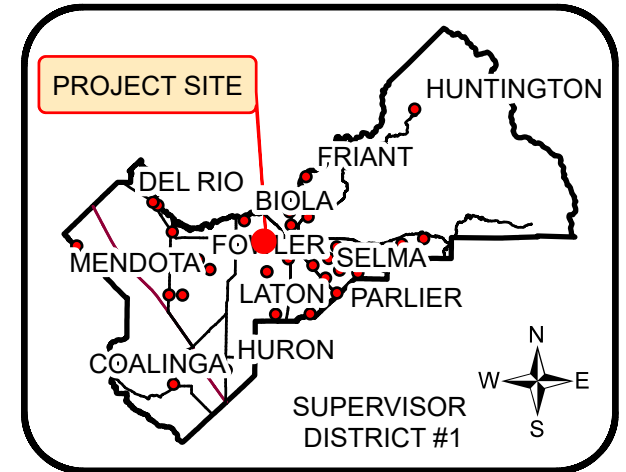 PROJECT SITE
HUNTINGTON
FRIANT
DEL RIO
BIOLA
FOWLER
SELMA
MENDOTA
LATON
PARLIER
HURON
COALINGA
N
W E
S
SUPERVISOR
DISTRICT #1